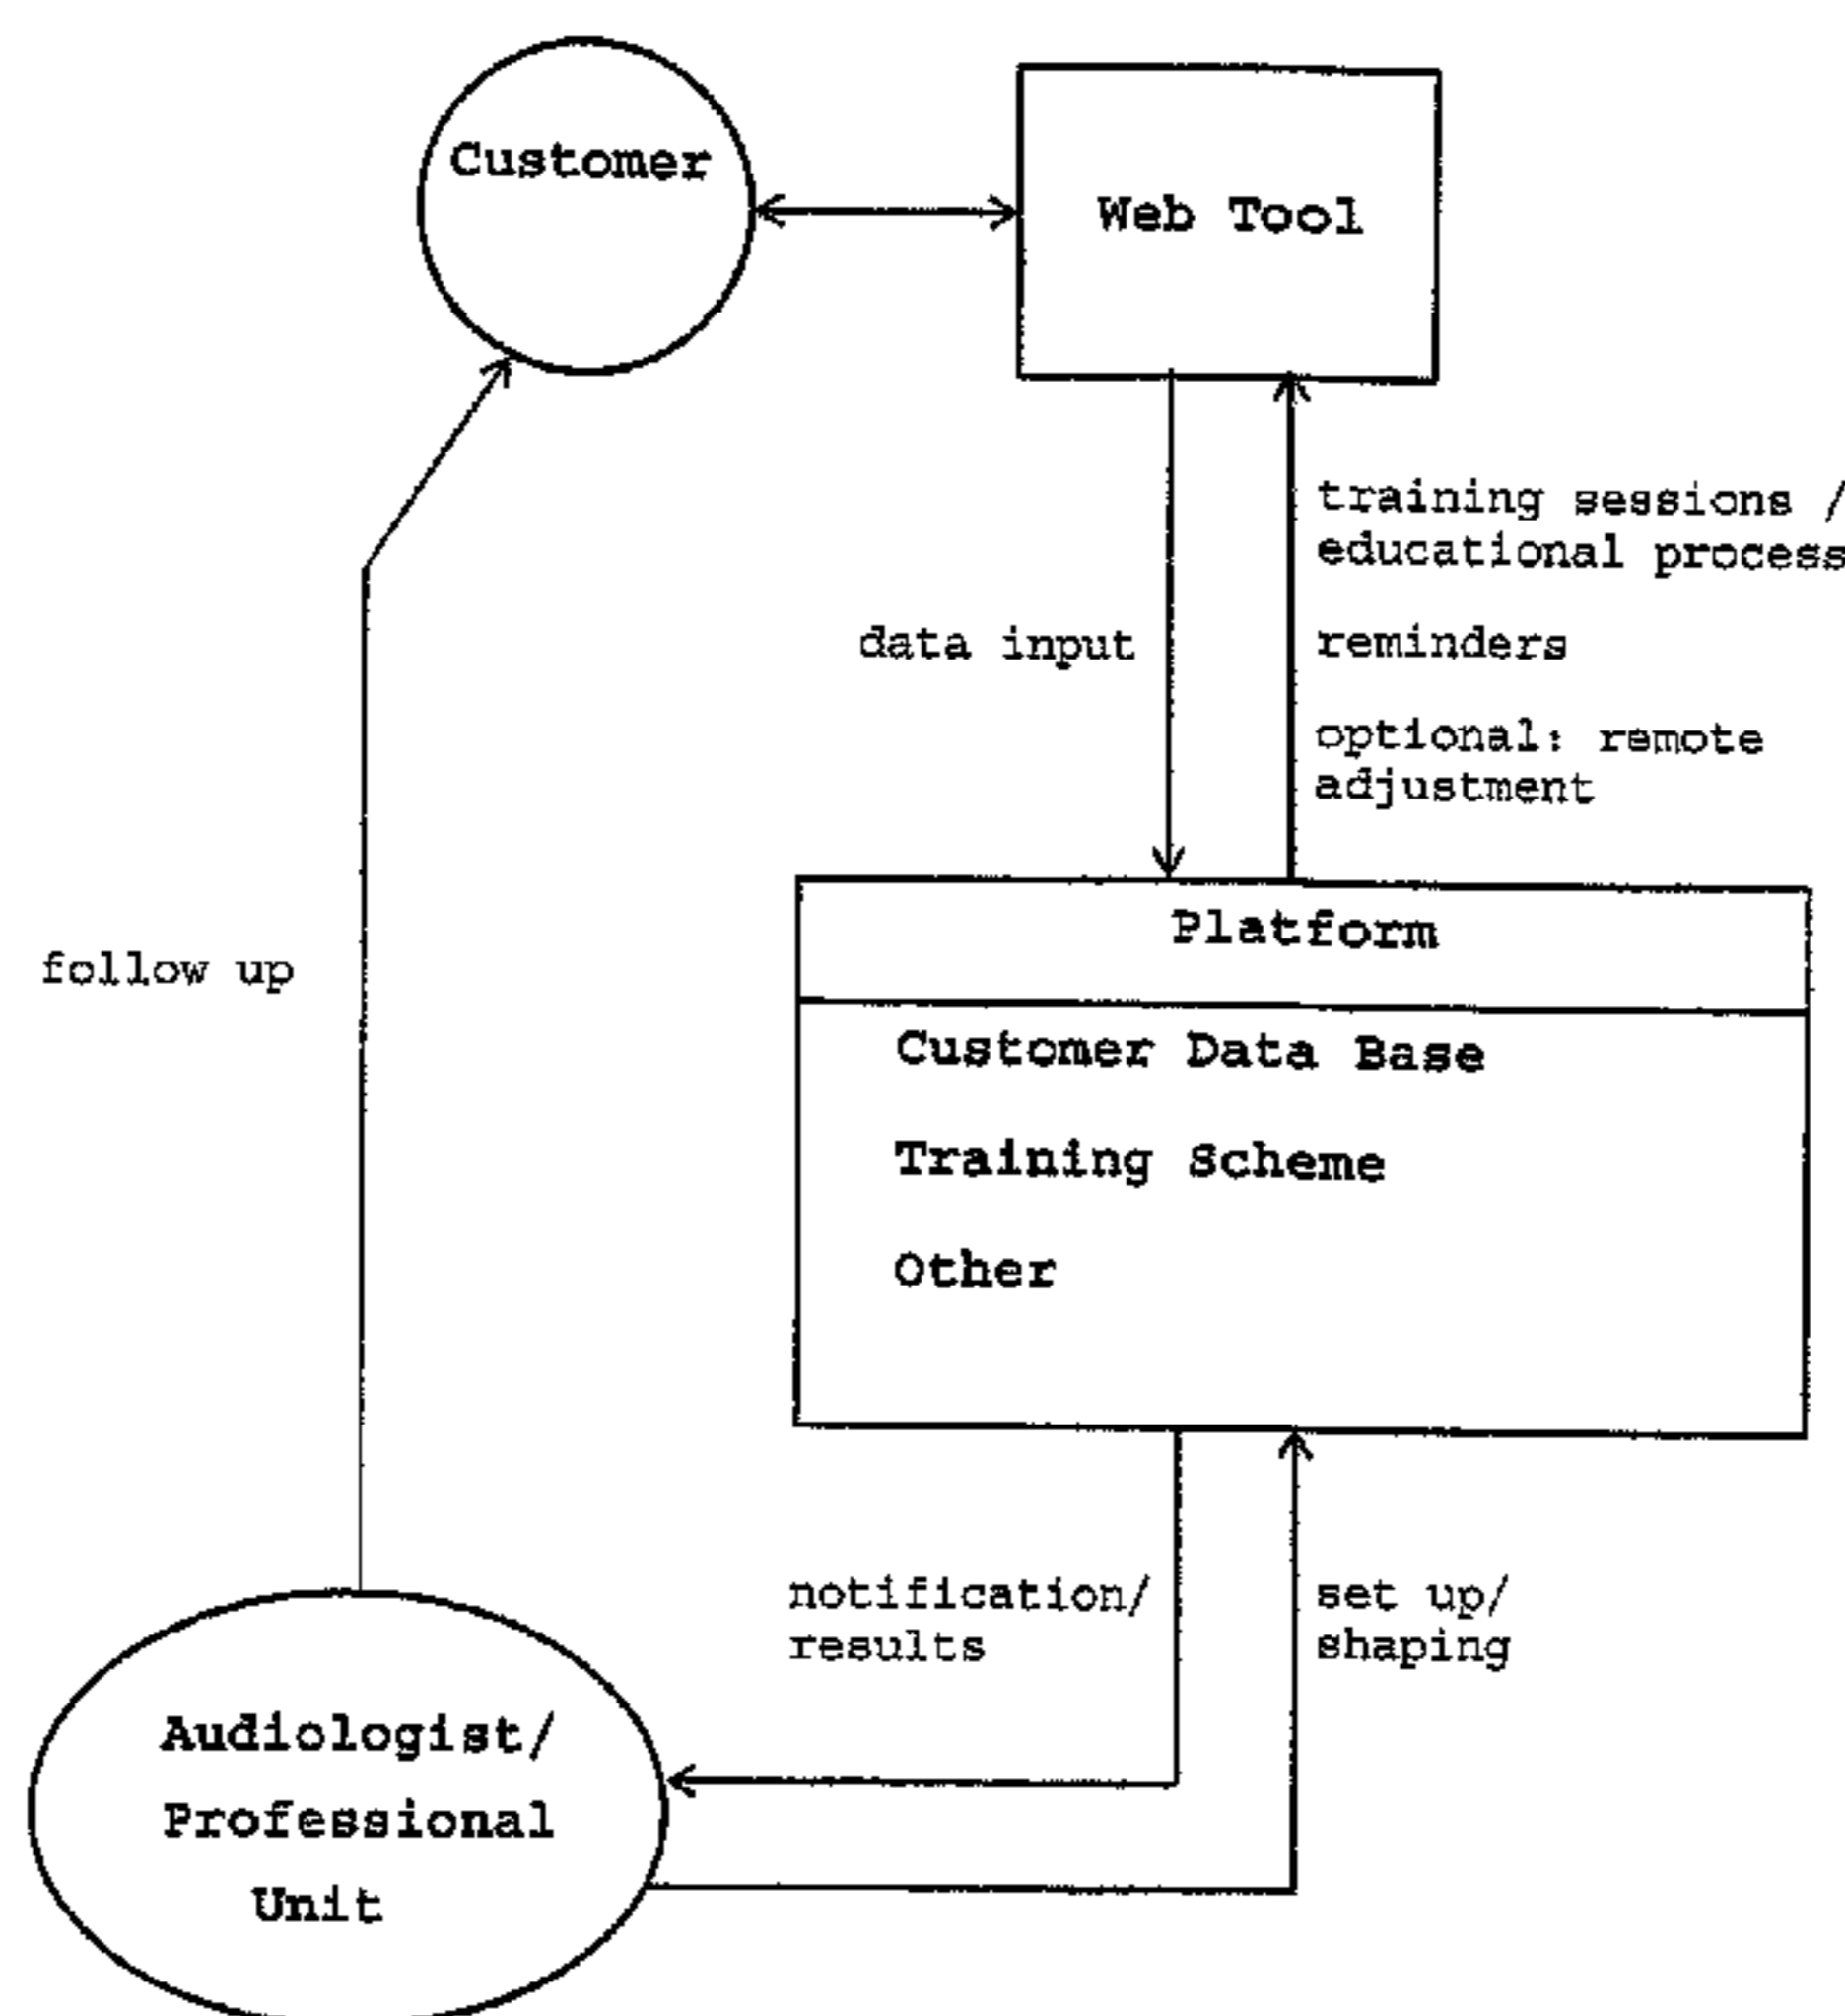 Customer
Web Tool
training sessions /
educational process
data input
reminders
optional: remote
adjustment
Platform
follow up
Customer Data Base
Training Scheme
Other
notification/
results
set up/
shaping
Audiologist/
Professional
Unit